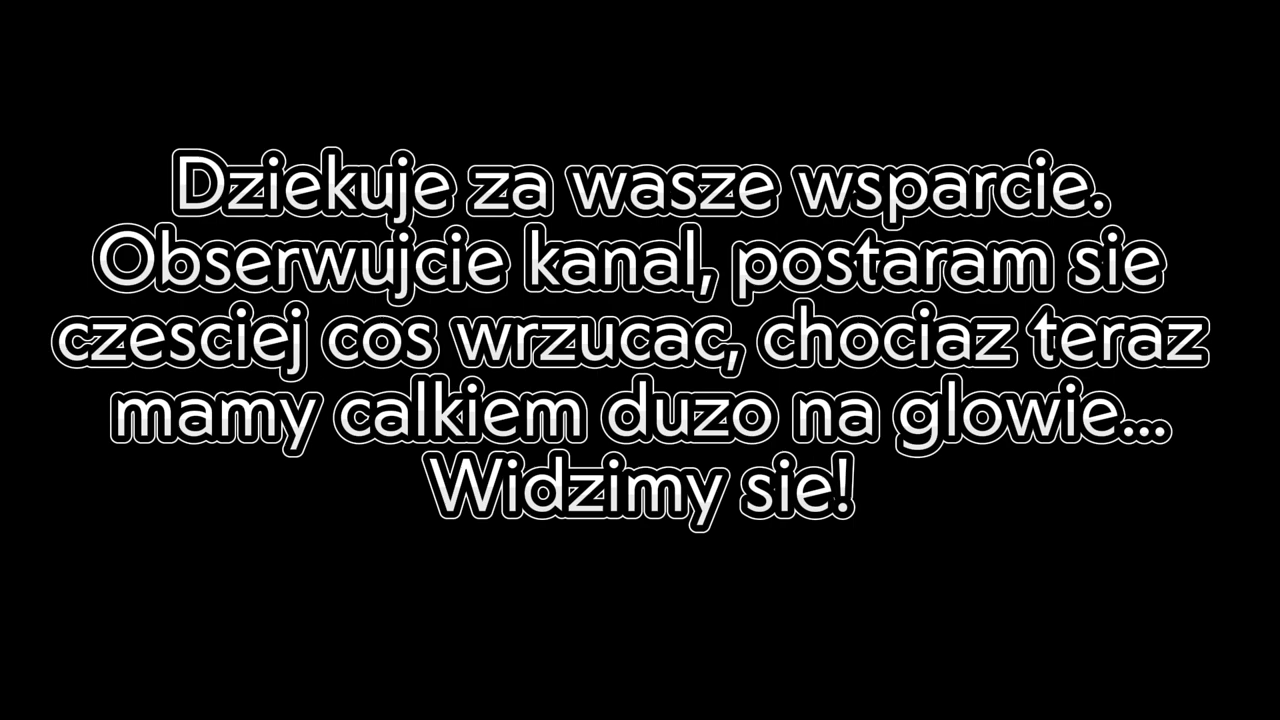 Dziekuje za wasze wsparcie.
Obserwujcie kanal, postaram sie
czesciej cos wrzucac, chociaz teraz
mamy calkiem duzo na glowie...
Widzimy sie!